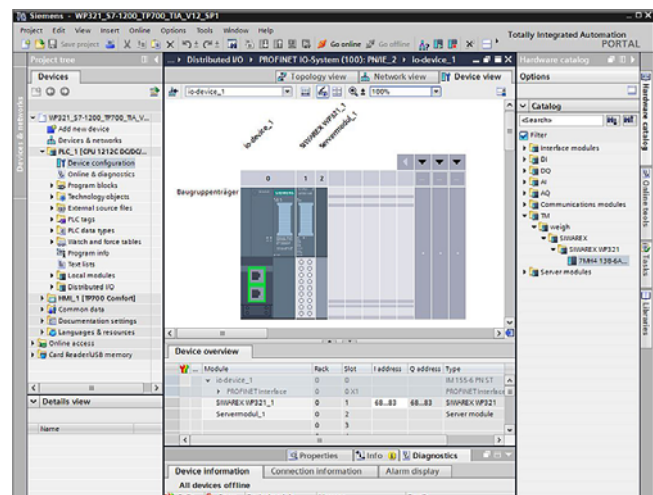 Siemens - WP321_S7-1200_TP700_TIA_V12_SP1
Project Edit View Insert Online Options Tools Window Help
Totally Integrated Automation
PORTAL
Save project
Go online
Go offline
Project tree
Devices
Devices & networks
WP321_S7-1200_TP700_TIA_V...
Add new device
Devices & networks
PLC_1 [CPU 1212C DC/DC/...
Device configuration
Online & diagnostics
Program blocks
Technology objects
External source files
PLC tags
PLC data types
Watch and force tables
Program info
Text lists
Local modules
Distributed I/O
HMI_1 [TP700 Comfort]
Common data
Documentation settings
Languages & resources
Online access
Card Reader/USB memory
Details view
Name
... Distributed I/O PROFINET IO-System (100): PN/IE_2 io-device_1
Topology view Network view Device view
io-device_1
100%
io-device_1
SIWAREX WP321_1
Servermodul_1
0 1 2
Baugruppenträger
SIEMENS
Device overview
... Module Rack Slot I address Q address Type
io-device_1 0 0 IM 155-6 PN ST
PROFINET Interface 0 0 X1 PROFINET interface
SIWAREX WP321_1 0 1 68...83 68...83 SIWAREX WP321
Servermodul_1 0 2 Server module
0 3
Properties Info Diagnostics
Device information Connection information Alarm display
All devices offline
Hardware catalog
Options
Catalog
<Search>
Filter
Interface modules
DI
DQ
AI
AQ
Communications modules
TM
weigh
SIWAREX
SIWAREX WP321
7MH4 138-6A...
Server modules
Hardware catalog
Online tools
Tasks
Libraries